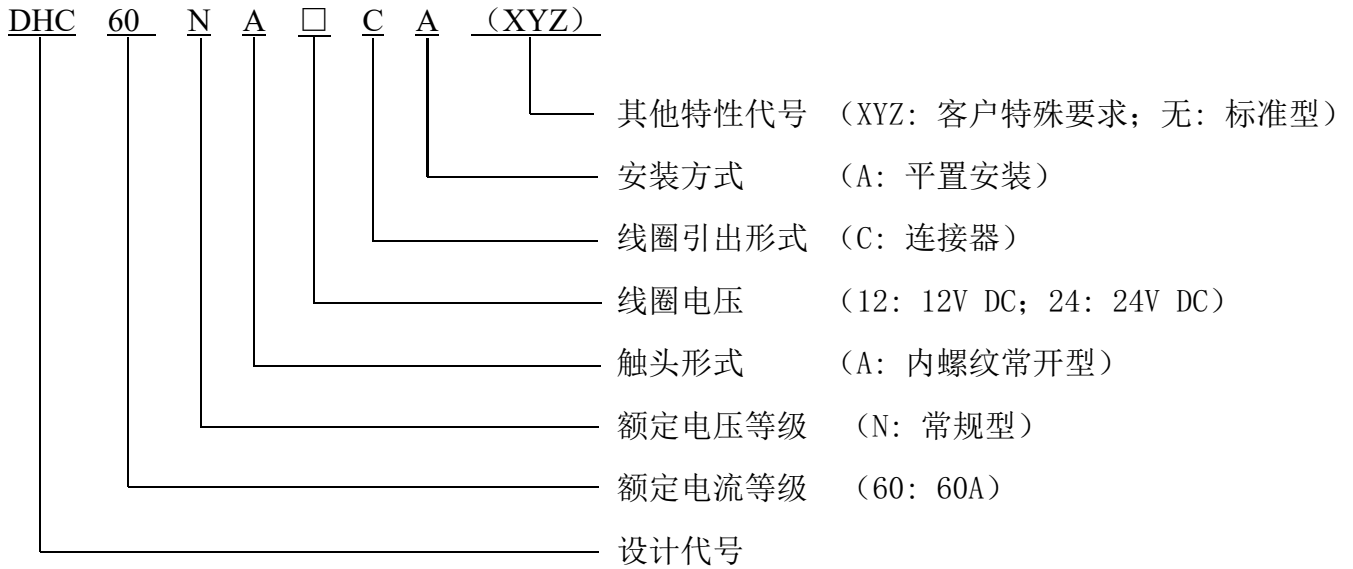 DHC 60 N A □ C A （XYZ）
其他特性代号 （XYZ: 客户特殊要求; 无: 标准型）
安装方式 （A: 平置安装）
线圈引出形式 （C: 连接器）
线圈电压 （12: 12V DC; 24: 24V DC）
触头形式 （A: 内螺纹常开型）
额定电压等级 （N: 常规型）
额定电流等级 （60: 60A）
设计代号